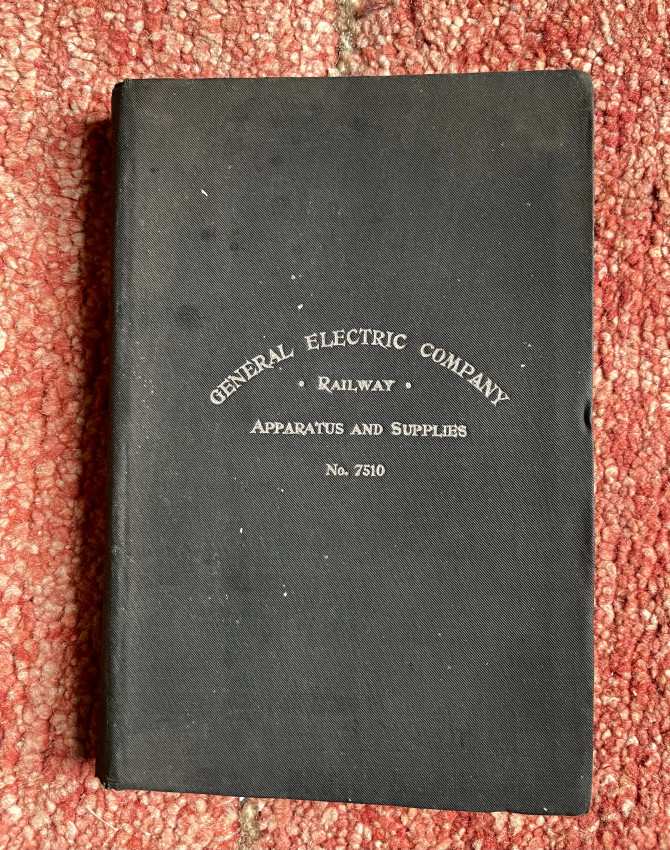 GENERAL ELECTRIC COMPANY
• RAILWAY •
APPARATUS AND SUPPLIES
No. 7510